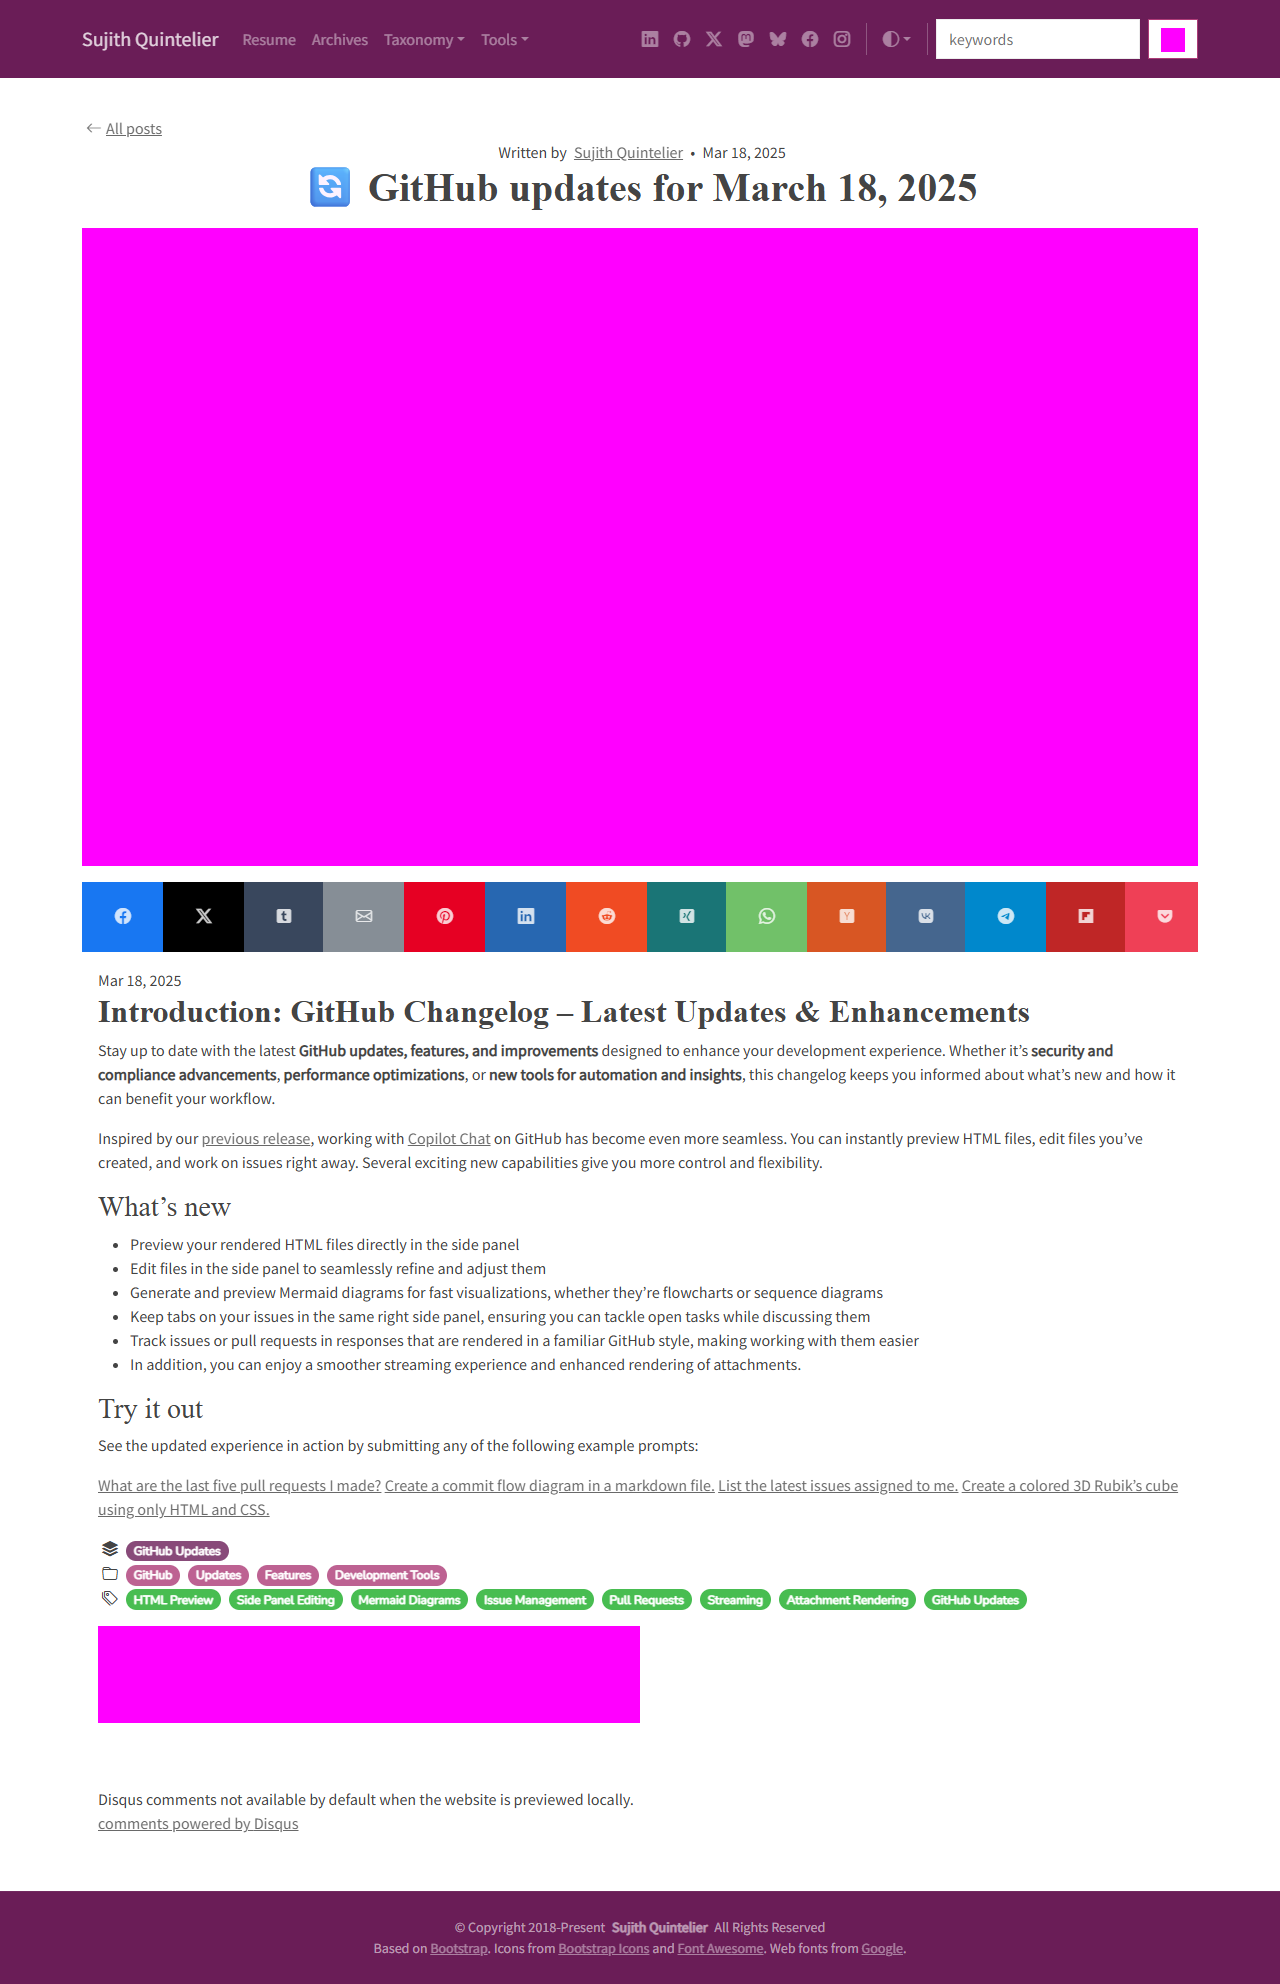 Sujith Quintelier Resume Archives Taxonomy Tools keywords
All posts
Written by Sujith Quintelier • Mar 18, 2025
GitHub updates for March 18, 2025
Mar 18, 2025
Introduction: GitHub Changelog – Latest Updates & Enhancements
Stay up to date with the latest GitHub updates, features, and improvements designed to enhance your development experience. Whether it’s security and
compliance advancements, performance optimizations, or new tools for automation and insights, this changelog keeps you informed about what’s new and how it
can benefit your workflow.
Inspired by our previous release, working with Copilot Chat on GitHub has become even more seamless. You can instantly preview HTML files, edit files you’ve
created, and work on issues right away. Several exciting new capabilities give you more control and flexibility.
What’s new
• Preview your rendered HTML files directly in the side panel
• Edit files in the side panel to seamlessly refine and adjust them
• Generate and preview Mermaid diagrams for fast visualizations, whether they’re flowcharts or sequence diagrams
• Keep tabs on your issues in the same right side panel, ensuring you can tackle open tasks while discussing them
• Track issues or pull requests in responses that are rendered in a familiar GitHub style, making working with them easier
• In addition, you can enjoy a smoother streaming experience and enhanced rendering of attachments.
Try it out
See the updated experience in action by submitting any of the following example prompts:
What are the last five pull requests I made? Create a commit flow diagram in a markdown file. List the latest issues assigned to me. Create a colored 3D Rubik’s cube
using only HTML and CSS.
GitHub Updates
GitHub Updates Features Development Tools
HTML Preview Side Panel Editing Mermaid Diagrams Issue Management Pull Requests Streaming Attachment Rendering GitHub Updates
Disqus comments not available by default when the website is previewed locally.
comments powered by Disqus
© Copyright 2018-Present Sujith Quintelier All Rights Reserved
Based on Bootstrap. Icons from Bootstrap Icons and Font Awesome. Web fonts from Google.